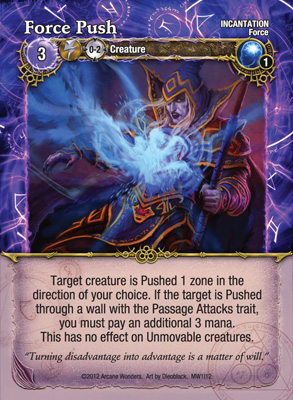 Force Push
INCANTATION
Force
3
0-2 Creature
1
Target creature is Pushed 1 zone in the
direction of your choice. If the target is Pushed
through a wall with the Passage Attacks trait,
you must pay an additional 3 mana.
This has no effect on Unmovable creatures.
"Turning disadvantage into advantage is a matter of will."
©2012 Arcane Wonders. Art by Dienblack. MW1I12